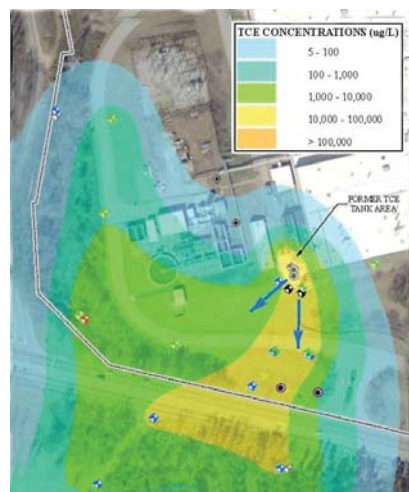 TCE CONCENTRATIONS (ug/L)
5 - 100
100 - 1,000
1,000 - 10,000
10,000 - 100,000
> 100,000
FORMER TCE
TANK AREA